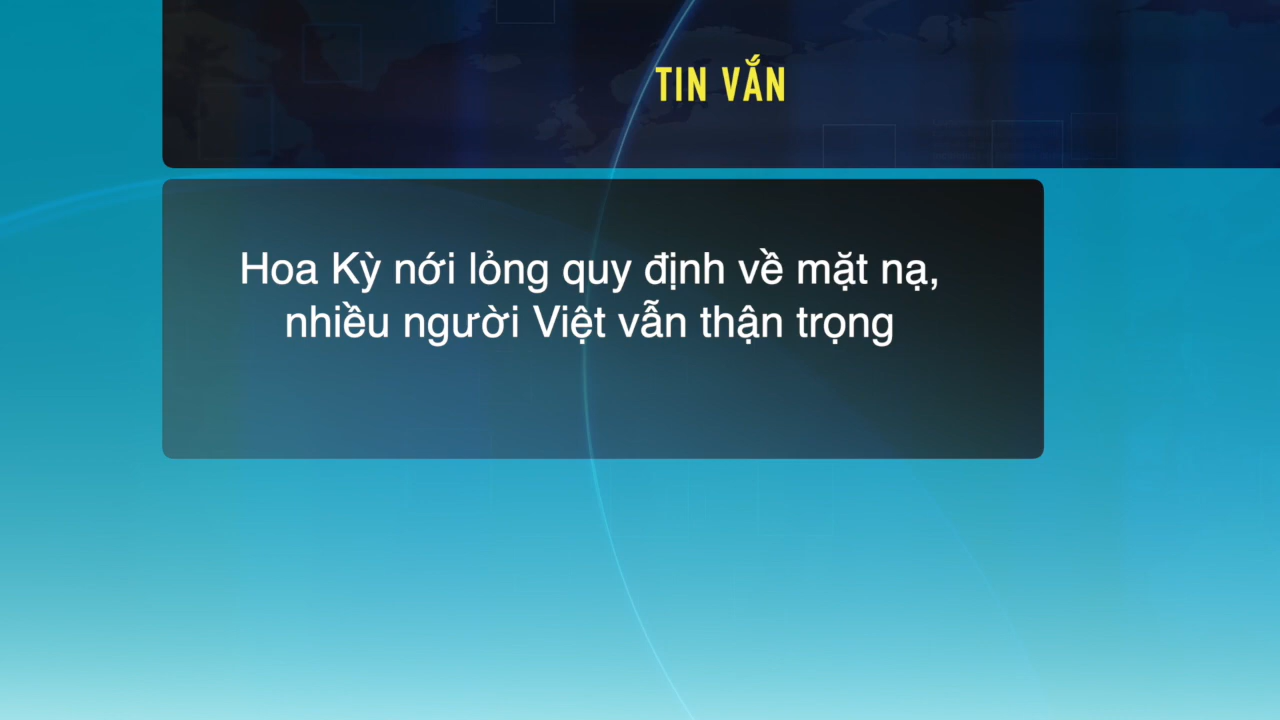 TIN VẮN
Hoa Kỳ nới lỏng quy định về mặt nạ,
nhiều người Việt vẫn thận trọng